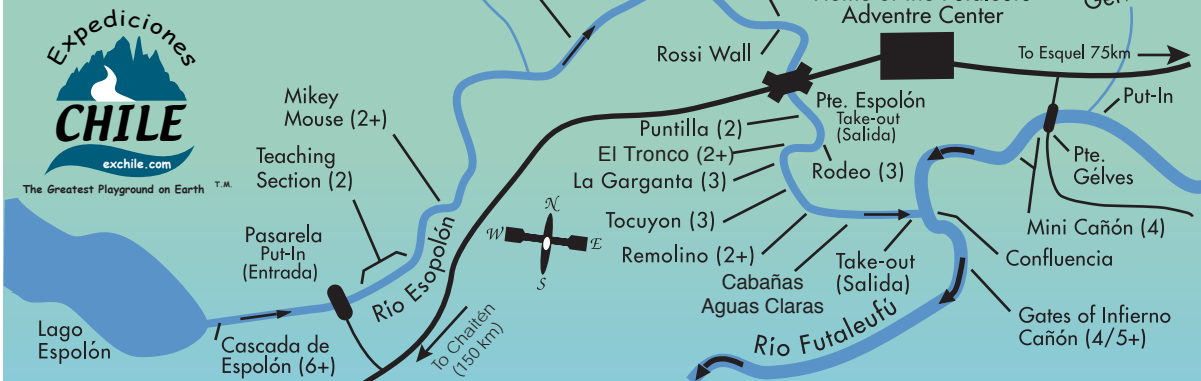 Expediciones
CHILE
exchile.com
The Greatest Playground on Earth T.M.
Adventre Center
To Esquel 75km
Rossi Wall
Put-In
Mikey
Mouse (2+)
Pte. Espolón
Take-out
(Salida)
Puntilla (2)
El Tronco (2+)
Rodeo (3)
La Garganta (3)
Pte.
Gélves
Teaching
Section (2)
Tocuyon (3)
Mini Cañón (4)
N
W
E
S
Pasarela
Put-In
(Entrada)
Remolino (2+)
Confluencia
Cabañas
Aguas Claras
Take-out
(Salida)
Río Esopolón
Gates of Infierno
Cañón (4/5+)
Lago
Espolón
Cascada de
Espolón (6+)
To Chaitén
(150 km)
Río Futaleufú